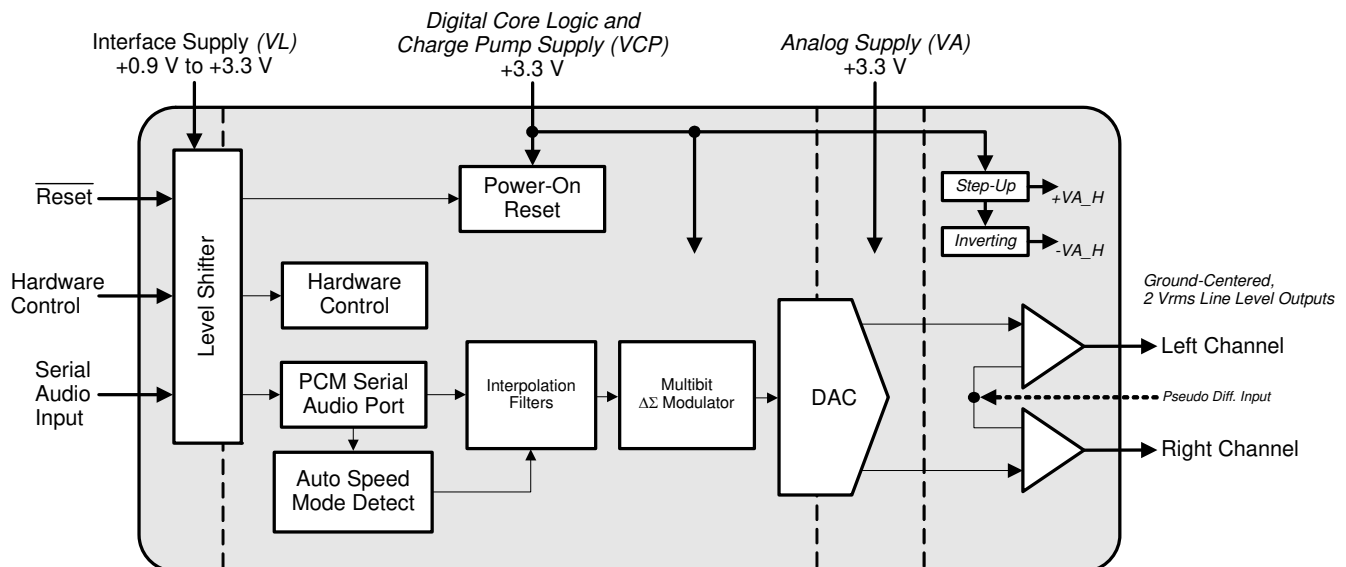 Interface Supply (VL)
+0.9 V to +3.3 V
Digital Core Logic and
Charge Pump Supply (VCP)
+3.3 V
Analog Supply (VA)
+3.3 V
Reset
Hardware
Control
Serial
Audio
Input
Level Shifter
Power-On
Reset
Hardware
Control
PCM Serial
Audio Port
Auto Speed
Mode Detect
Interpolation
Filters
Multibit
ΔΣ Modulator
DAC
Step-Up
+VA_H
Inverting
-VA_H
Ground-Centered,
2 Vrms Line Level Outputs
Left Channel
Pseudo Diff. Input
Right Channel